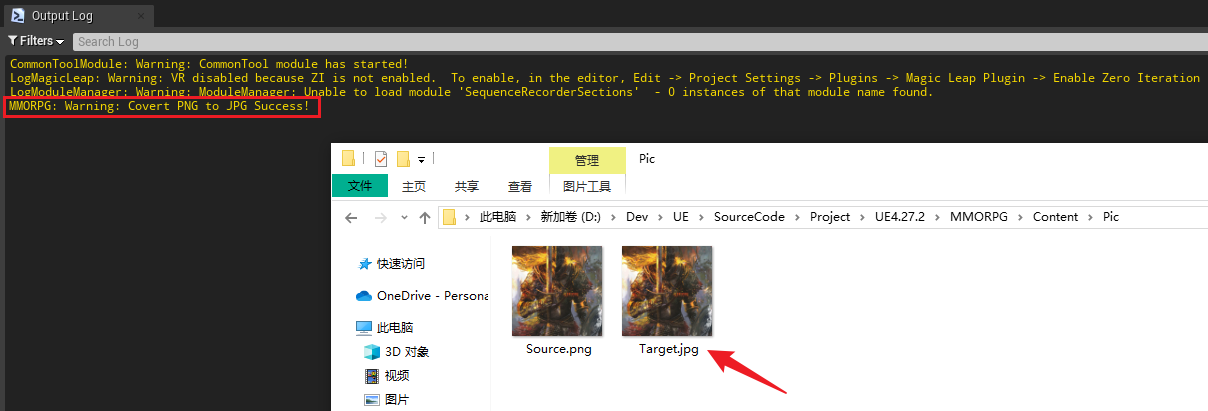 Output Log
Filters
Search Log
CommonToolModule: Warning: CommonTool module has started!
LogMagicLeap: Warning: VR disabled because ZI is not enabled.  To enable, in the editor, Edit -> Project Settings -> Plugins -> Magic Leap Plugin -> Enable Zero Iteration
LogModuleManager: Warning: ModuleManager: Unable to load module 'SequenceRecorderSections'  - 0 instances of that module name found.
MMORPG: Warning: Covert PNG to JPG Success!
管理 Pic
文件 主页 共享 查看 图片工具
此电脑 > 新加卷 (D:) > Dev > UE > SourceCode > Project > UE4.27.2 > MMORPG > Content > Pic
快速访问
OneDrive - Persona
此电脑
3D 对象
视频
图片
Source.png
Target.jpg